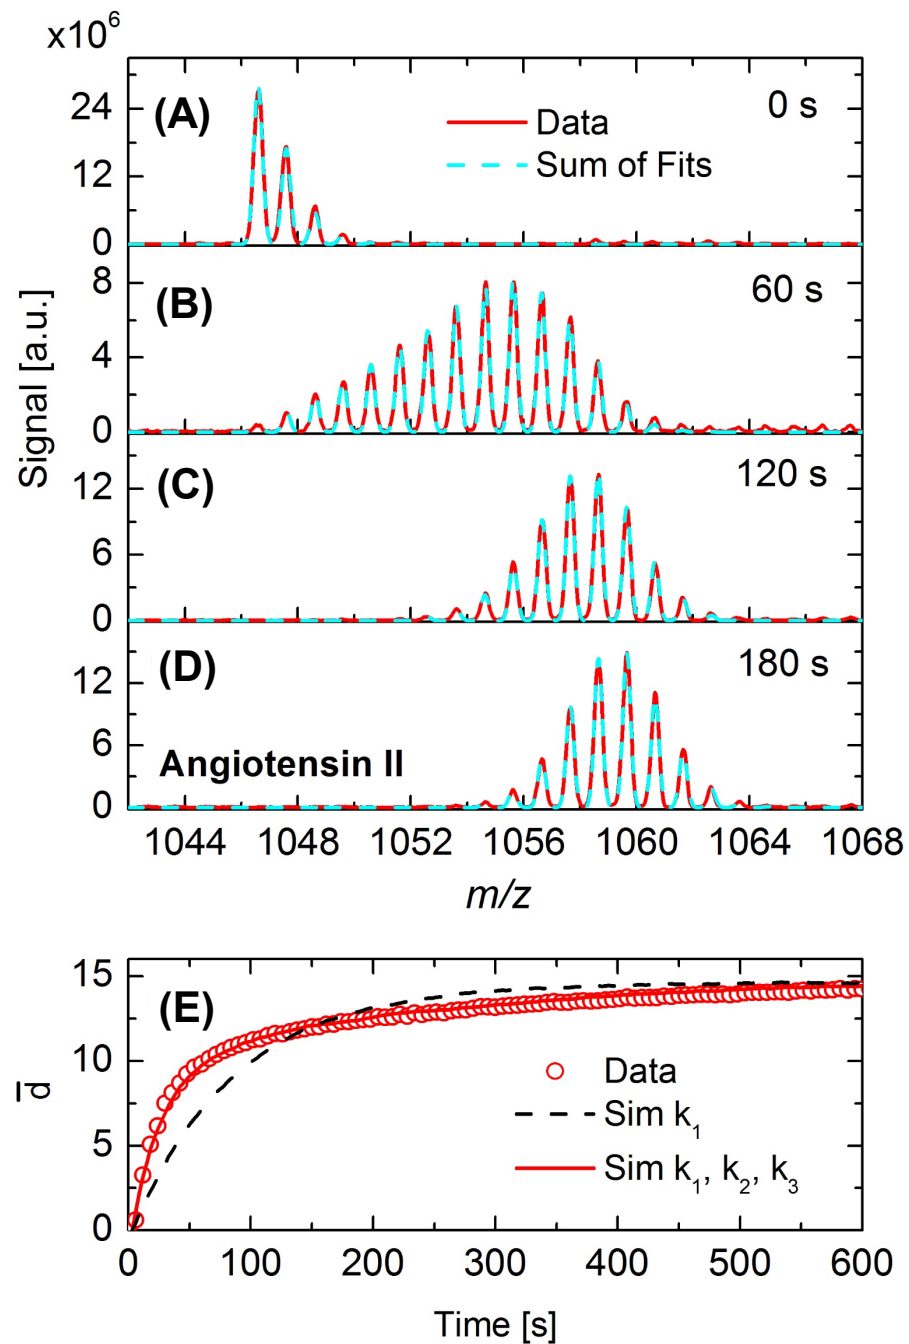 x10⁶
(A)
Data
Sum of Fits
0 s
24
12
0
(B)
60 s
8
4
0
Signal [a.u.]
(C)
120 s
12
6
0
(D)
180 s
12
6
0
Angiotensin II
1044 1048 1052 1056 1060 1064 1068
m/z
(E)
15
10
5
0
d̅
Data
Sim k₁
Sim k₁, k₂, k₃
0 100 200 300 400 500 600
Time [s]